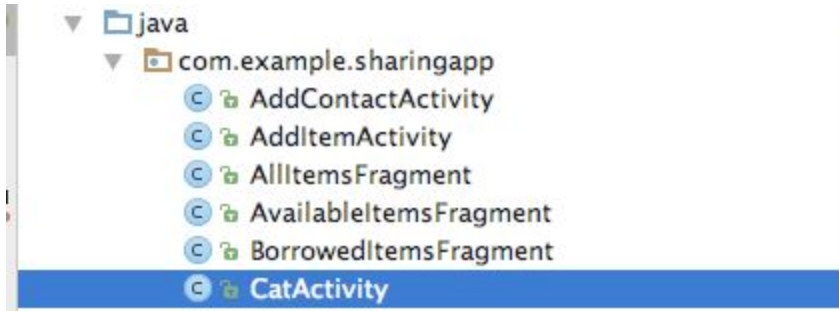 java
com.example.sharingapp
AddContactActivity
AddItemActivity
AllItemsFragment
AvailableItemsFragment
BorrowedItemsFragment
CatActivity